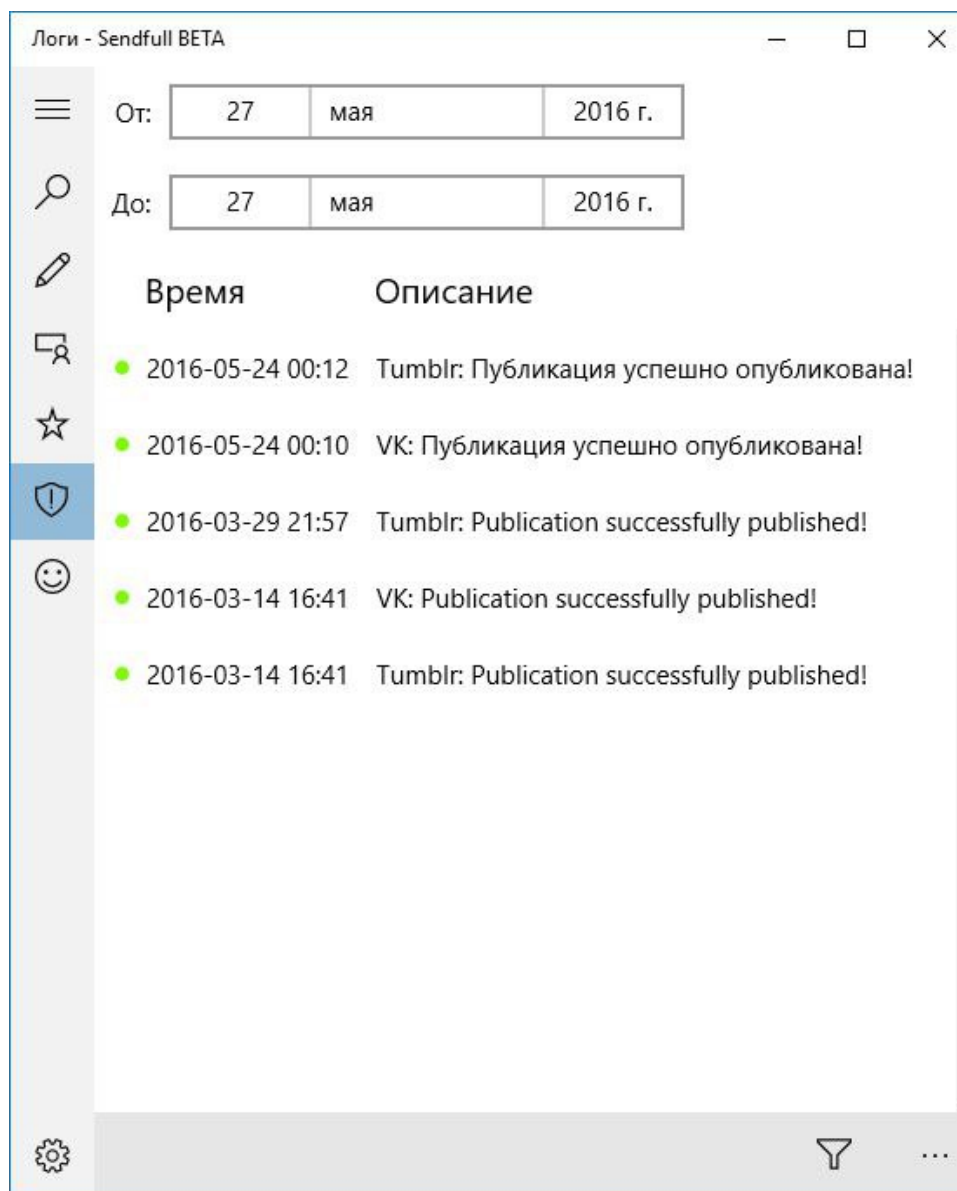 Логи - Sendfull BETA
От: 27 мая 2016 г.
До: 27 мая 2016 г.
Время Описание
2016-05-24 00:12 Tumblr: Публикация успешно опубликована!
2016-05-24 00:10 VK: Публикация успешно опубликована!
2016-03-29 21:57 Tumblr: Publication successfully published!
2016-03-14 16:41 VK: Publication successfully published!
2016-03-14 16:41 Tumblr: Publication successfully published!